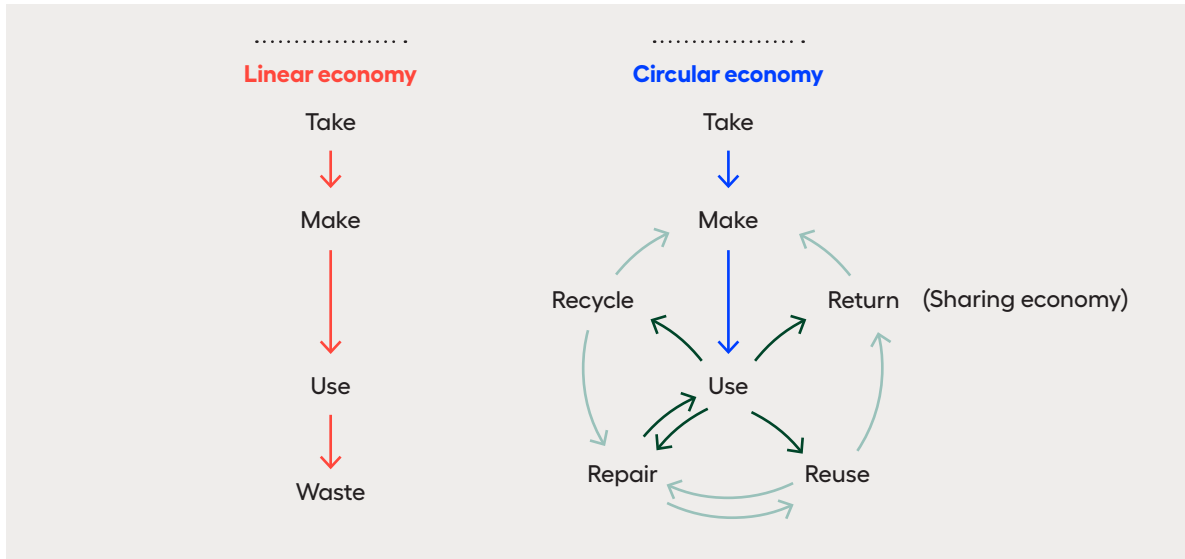 Linear economy
Take
Make
Use
Waste
Circular economy
Take
Make
Recycle
Return (Sharing economy)
Use
Repair
Reuse